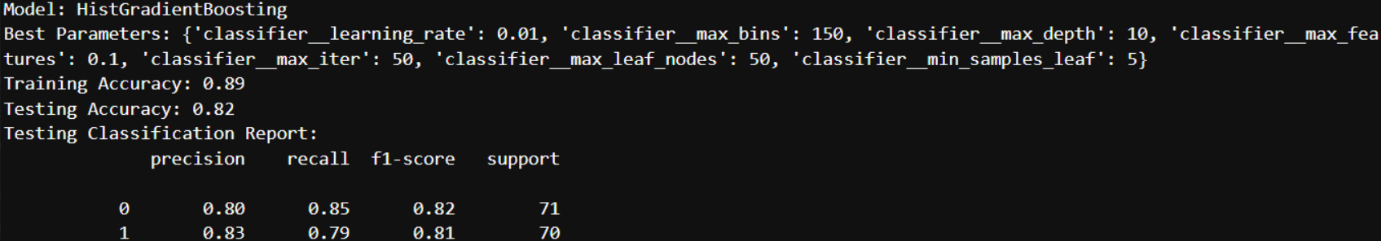 Model: HistGradientBoosting
Best Parameters: {'classifier__learning_rate': 0.01, 'classifier__max_bins': 150, 'classifier__max_depth': 10, 'classifier__max_fea
tures': 0.1, 'classifier__max_iter': 50, 'classifier__max_leaf_nodes': 50, 'classifier__min_samples_leaf': 5}
Training Accuracy: 0.89
Testing Accuracy: 0.82
Testing Classification Report:
precision recall f1-score support
0 0.80 0.85 0.82 71
1 0.83 0.79 0.81 70